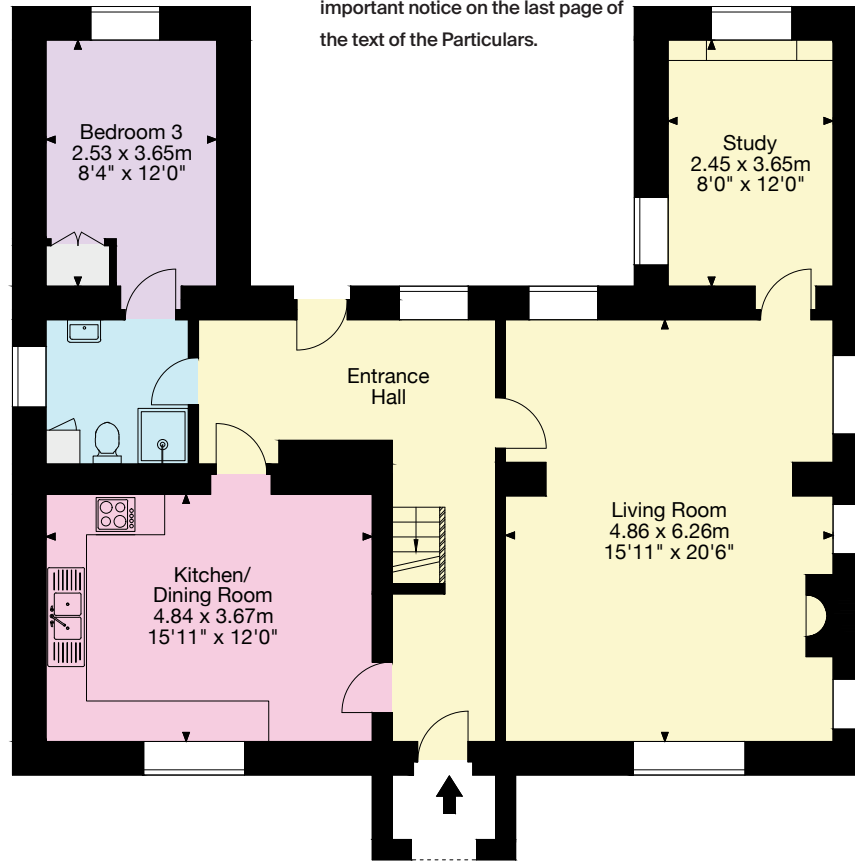 important notice on the last page of
the text of the Particulars.
Bedroom 3
2.53 x 3.65m
8'4" x 12'0"
Study
2.45 x 3.65m
8'0" x 12'0"
Entrance
Hall
Living Room
4.86 x 6.26m
15'11" x 20'6"
Kitchen/
Dining Room
4.84 x 3.67m
15'11" x 12'0"